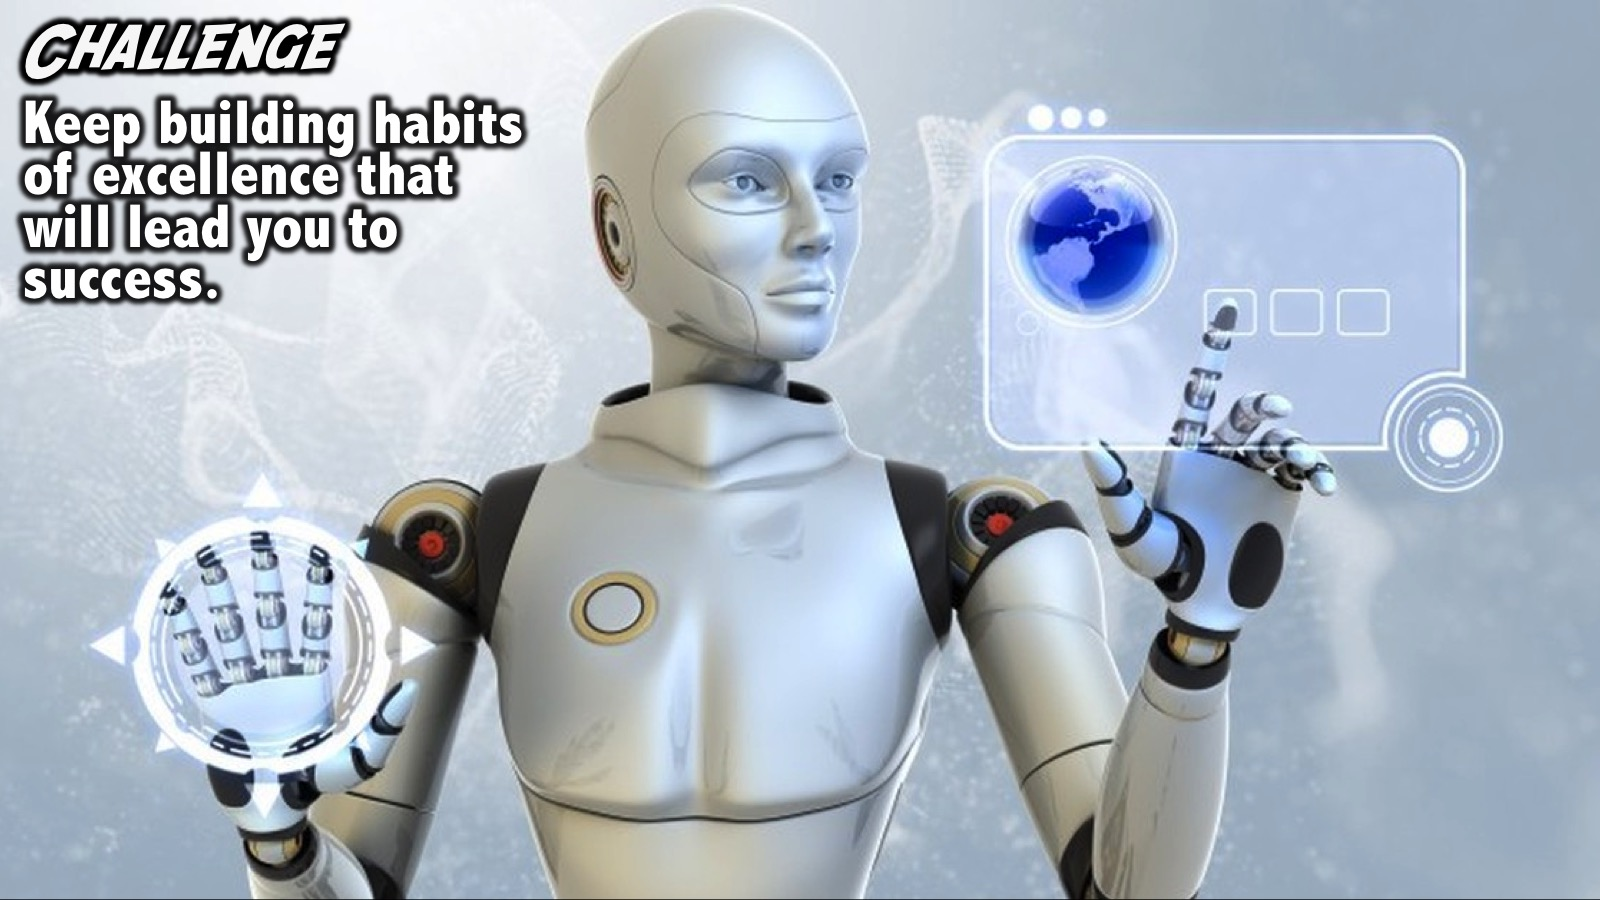 CHALLENGE
Keep building habits
of excellence that
will lead you to
success.